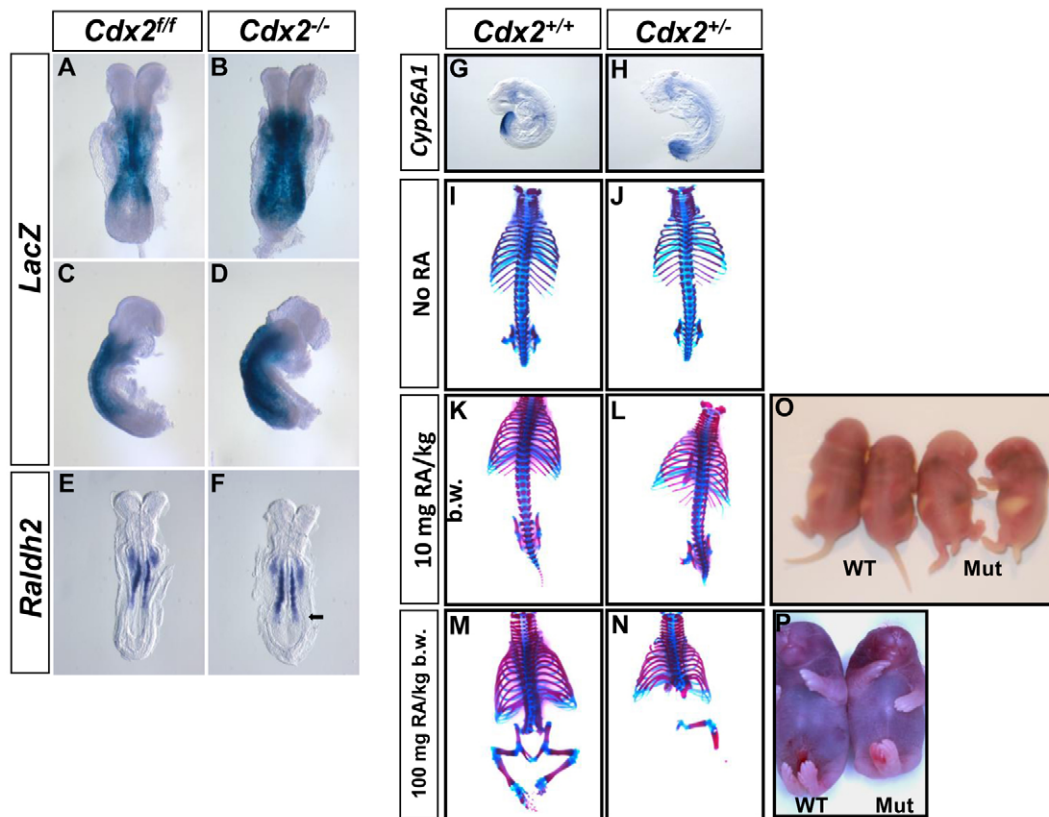 Cdx2f/f
Cdx2-/-
Cdx2+/+
Cdx2+/-
LacZ
Raldh2
Cyp26A1
No RA
10 mg RA/kg
b.w.
100 mg RA/kg b.w.
A
B
C
D
E
F
G
H
I
J
K
L
O
WT
Mut
M
N
P
WT
Mut